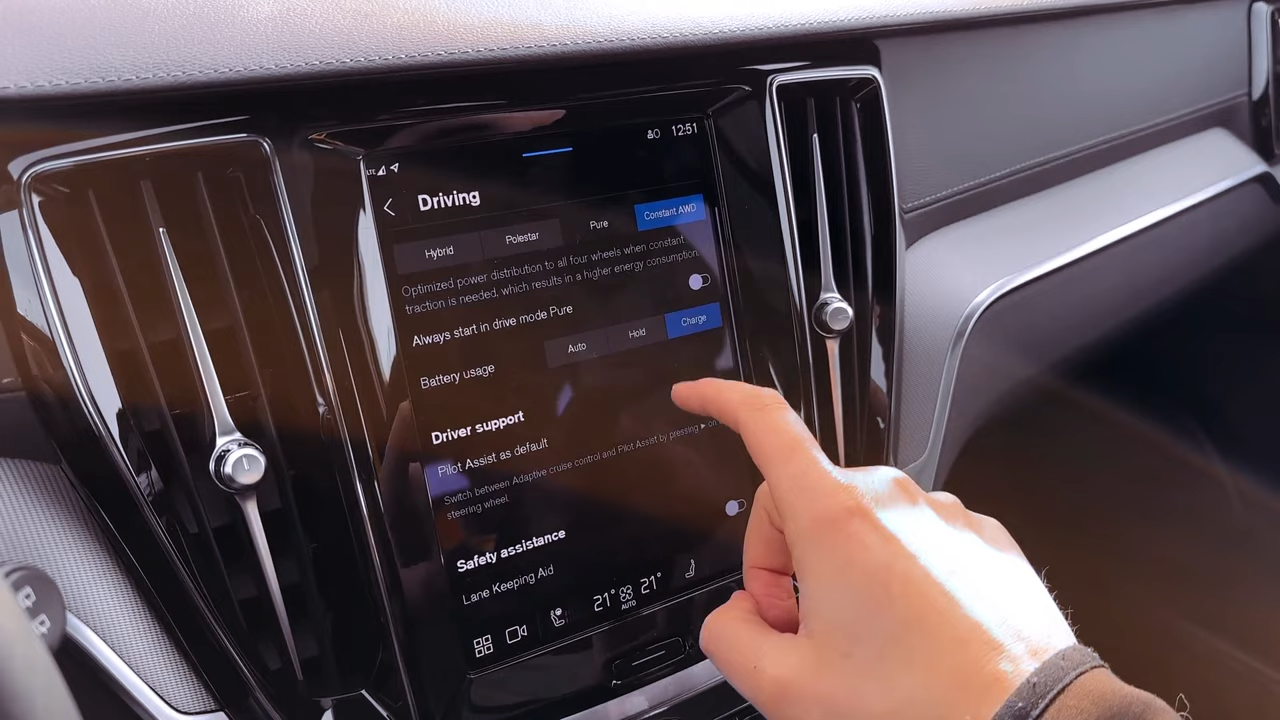 12:51
LTE
Driving
Hybrid Polestar Pure Constant AWD
Optimized power distribution to all four wheels when constant
traction is needed, which results in a higher energy consumption.
Always start in drive mode Pure
Battery usage Auto Hold Charge
Driver support
Pilot Assist as default
Switch between Adaptive cruise control and Pilot Assist by pressing ▸ on
steering wheel.
Safety assistance
Lane Keeping Aid
21° 21°
AUTO